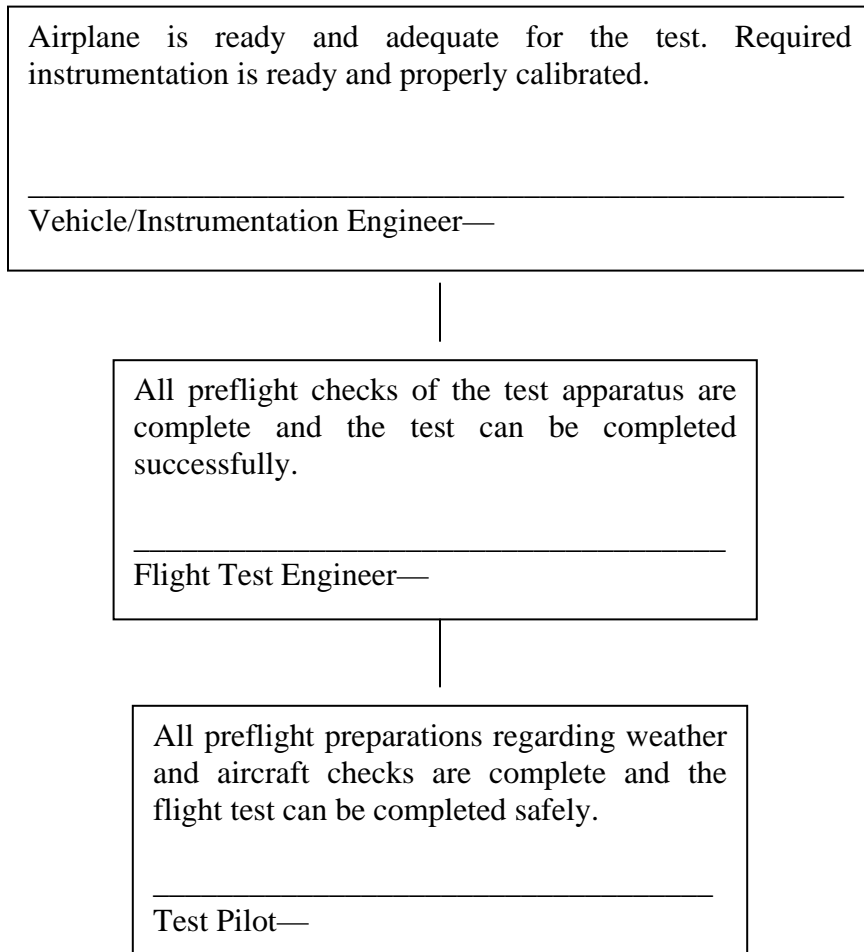 Airplane is ready and adequate for the test. Required
instrumentation is ready and properly calibrated.
___________________________________________________
Vehicle/Instrumentation Engineer—
All preflight checks of the test apparatus are
complete and the test can be completed
successfully.
_____________________________________
Flight Test Engineer—
All preflight preparations regarding weather
and aircraft checks are complete and the
flight test can be completed safely.
___________________________________
Test Pilot—